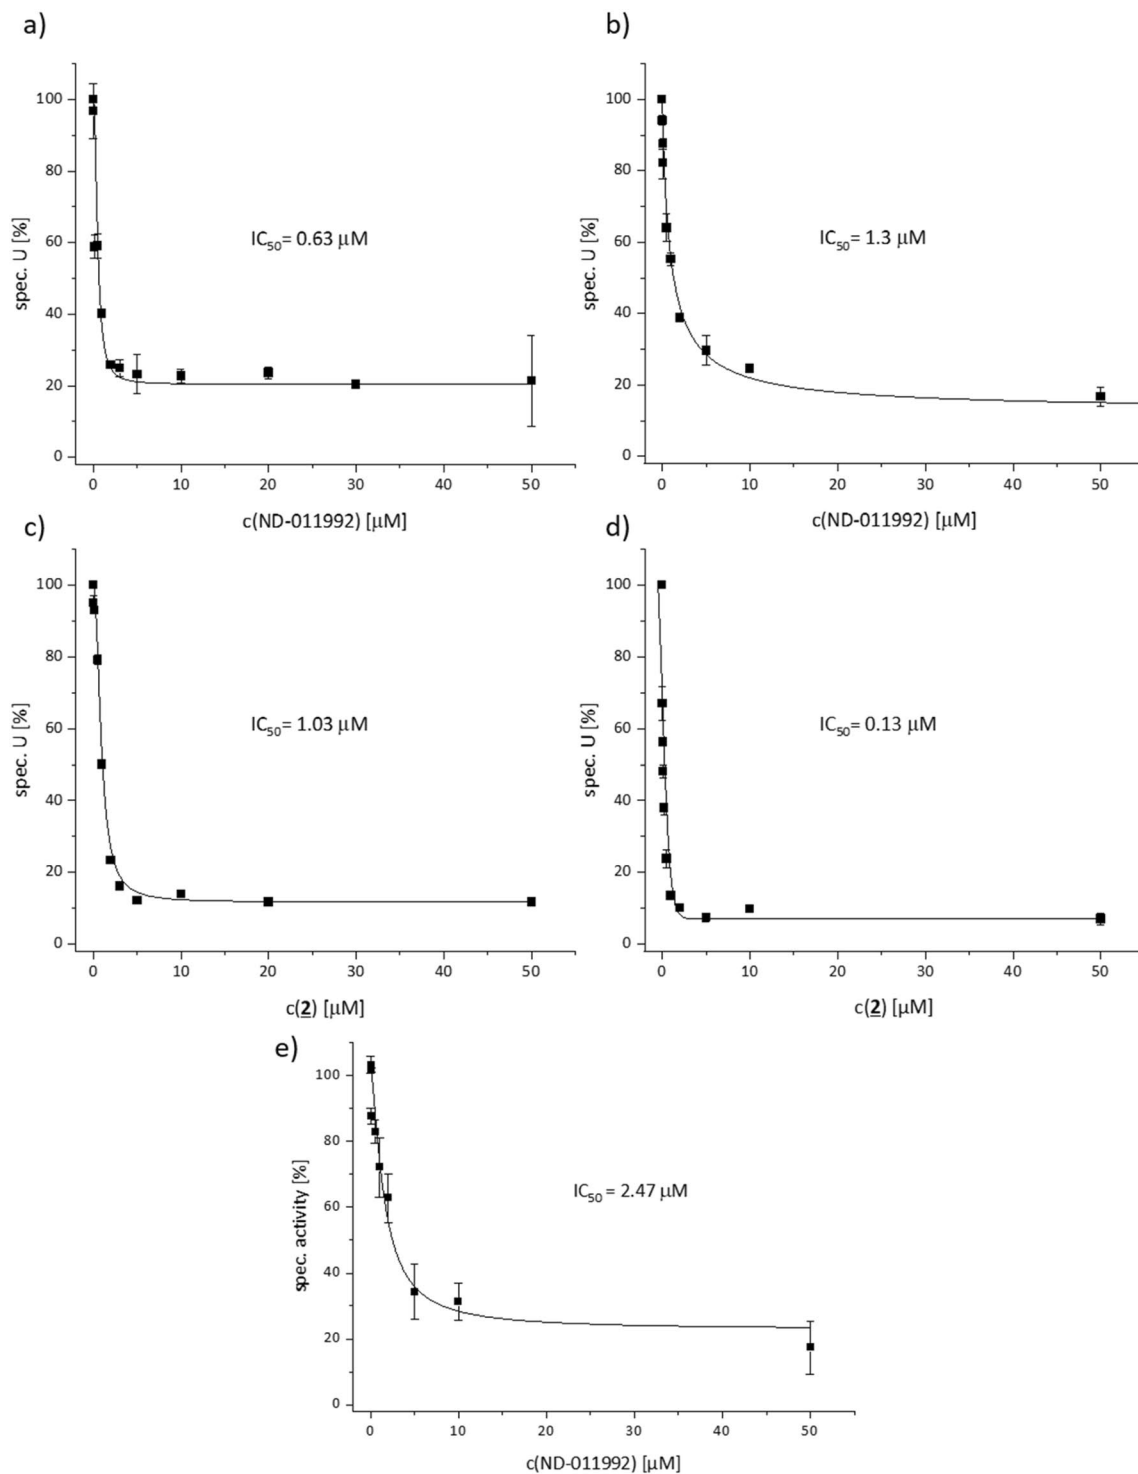 a)
100
80
60
40
20
0
spec. U [%]
IC50= 0.63 μM
0 10 20 30 40 50
c(ND-011992) [μM]
b)
100
80
60
40
20
0
spec. U [%]
IC50= 1.3 μM
0 10 20 30 40 50
c(ND-011992) [μM]
c)
100
80
60
40
20
0
spec. U [%]
IC50= 1.03 μM
0 10 20 30 40 50
c(2) [μM]
d)
100
80
60
40
20
0
spec. U [%]
IC50= 0.13 μM
0 10 20 30 40 50
c(2) [μM]
e)
100
80
60
40
20
0
spec. activity [%]
IC50 = 2.47 μM
0 10 20 30 40 50
c(ND-011992) [μM]